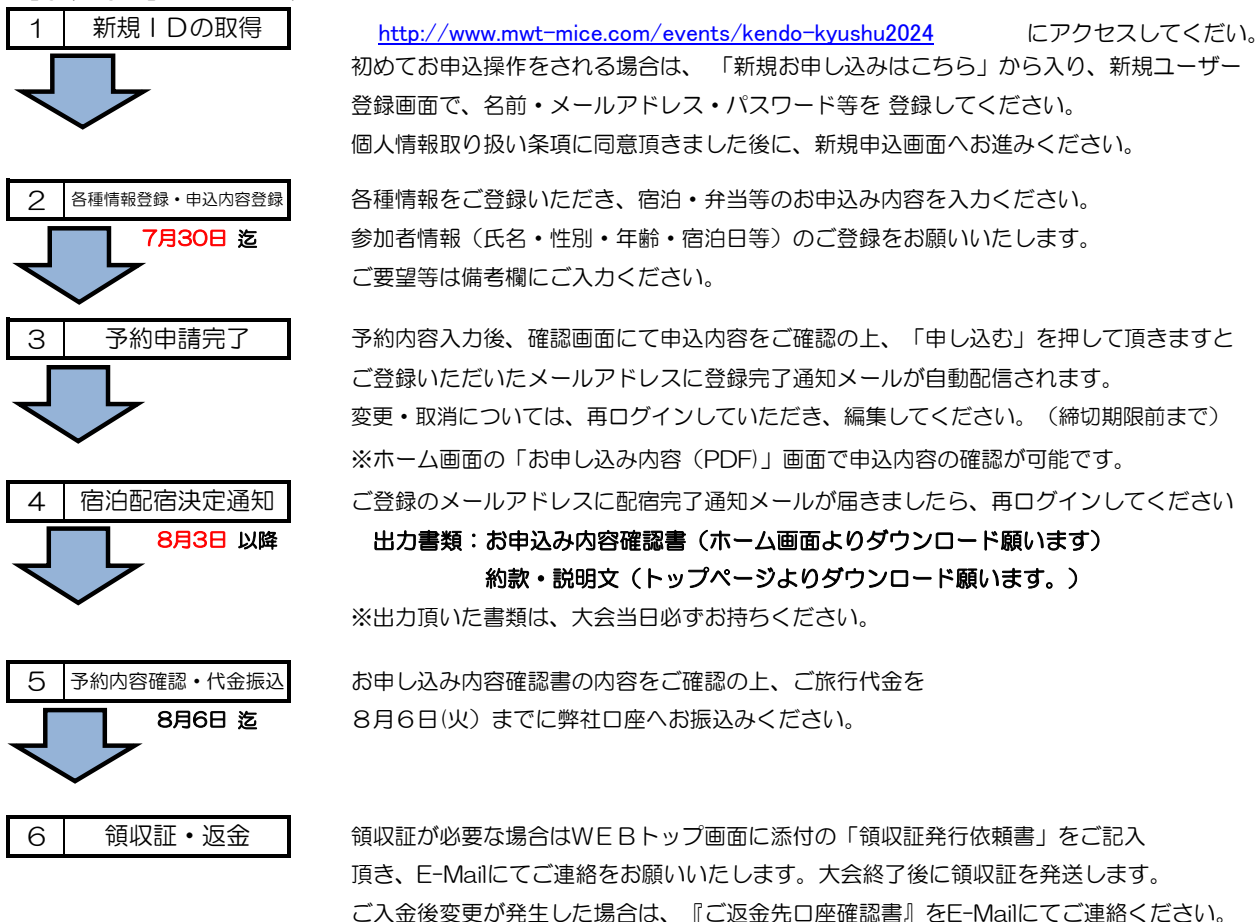 1 新規IDの取得 http://www.mwt-mice.com/events/kendo-kyushu2024 にアクセスしてくだい。
初めてお申込操作をされる場合は、 「新規お申し込みはこちら」から入り、新規ユーザー
登録画面で、名前・メールアドレス・パスワード等を 登録してください。
個人情報取り扱い条項に同意頂きました後に、新規申込画面へお進みください。
2 各種情報登録・申込内容登録 各種情報をご登録いただき、宿泊・弁当等のお申込み内容を入力ください。
7月30日 迄 参加者情報（氏名・性別・年齢・宿泊日等）のご登録をお願いいたします。
ご要望等は備考欄にご入力ください。
3 予約申請完了 予約内容入力後、確認画面にて申込内容をご確認の上、「申し込む」を押して頂きますと
ご登録いただいたメールアドレスに登録完了通知メールが自動配信されます。
変更・取消については、再ログインしていただき、編集してください。（締切期限前まで）
※ホーム画面の「お申し込み内容（PDF)」画面で申込内容の確認が可能です。
4 宿泊配宿決定通知 ご登録のメールアドレスに配宿完了通知メールが届きましたら、再ログインしてください
8月3日 以降 出力書類：お申込み内容確認書（ホーム画面よりダウンロード願います）
約款・説明文（トップページよりダウンロード願います。）
※出力頂いた書類は、大会当日必ずお持ちください。
5 予約内容確認・代金振込 お申し込み内容確認書の内容をご確認の上、ご旅行代金を
8月6日 迄 8月6日(火）までに弊社口座へお振込みください。
6 領収証・返金 領収証が必要な場合はWEBトップ画面に添付の「領収証発行依頼書」をご記入
頂き、E-Mailにてご連絡をお願いいたします。大会終了後に領収証を発送します。
ご入金後変更が発生した場合は、『ご返金先口座確認書』をE-Mailにてご連絡ください。